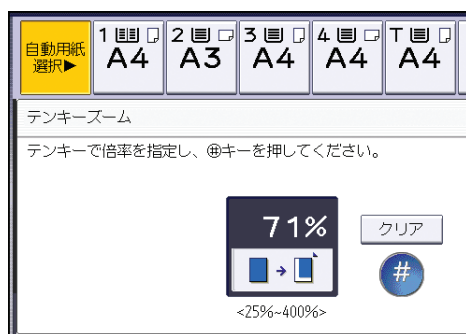 自動用紙
選択▶
1 A4
2 A3
3 A4
4 A4
T A4
テンキーズーム
テンキーで倍率を指定し、⊕キーを押してください。
71%
クリア
#
<25%~400%>